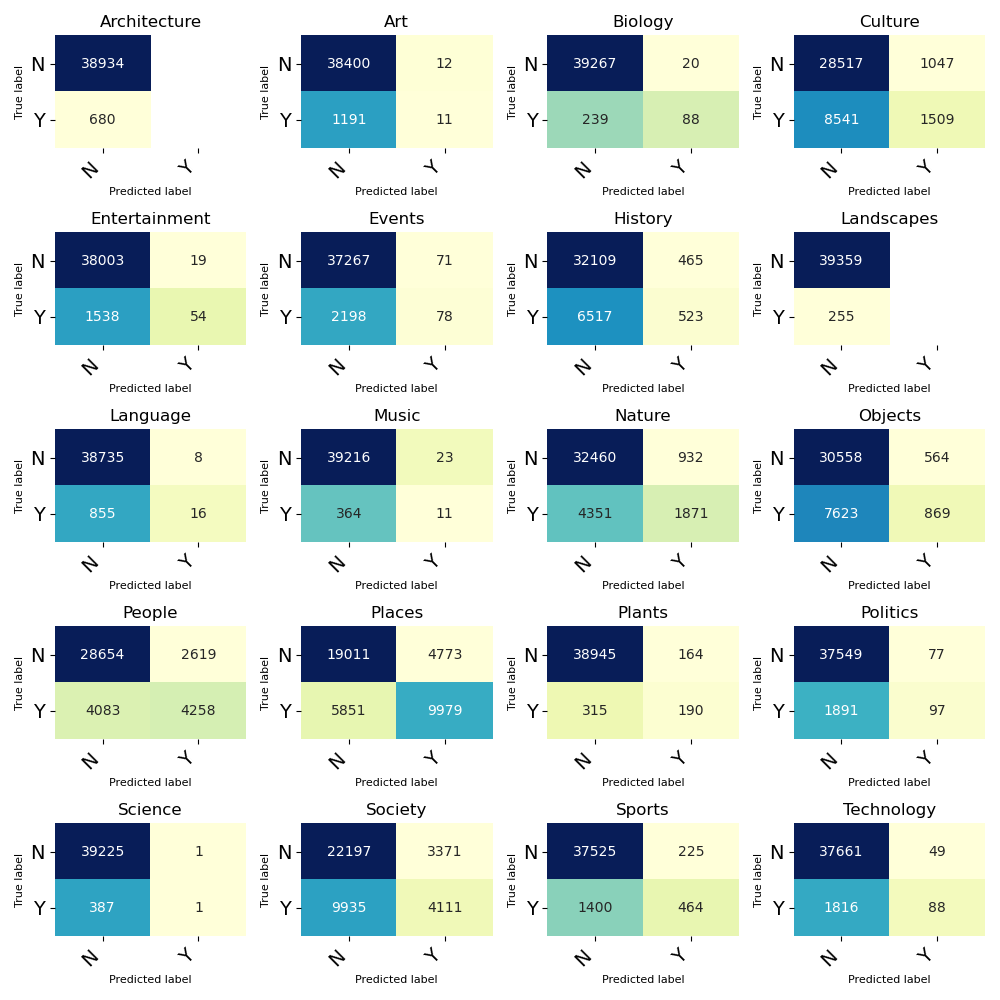 Architecture Art Biology Culture
True label N 38934 True label N 38400 12 True label N 39267 20 True label N 28517 1047
Y 680 Y 1191 11 Y 239 88 Y 8541 1509
N Y N Y N Y N Y
Predicted label Predicted label Predicted label Predicted label
Entertainment Events History Landscapes
True label N 38003 19 True label N 37267 71 True label N 32109 465 True label N 39359
Y 1538 54 Y 2198 78 Y 6517 523 Y 255
N Y N Y N Y N Y
Predicted label Predicted label Predicted label Predicted label
Language Music Nature Objects
True label N 38735 8 True label N 39216 23 True label N 32460 932 True label N 30558 564
Y 855 16 Y 364 11 Y 4351 1871 Y 7623 869
N Y N Y N Y N Y
Predicted label Predicted label Predicted label Predicted label
People Places Plants Politics
True label N 28654 2619 True label N 19011 4773 True label N 38945 164 True label N 37549 77
Y 4083 4258 Y 5851 9979 Y 315 190 Y 1891 97
N Y N Y N Y N Y
Predicted label Predicted label Predicted label Predicted label
Science Society Sports Technology
True label N 39225 1 True label N 22197 3371 True label N 37525 225 True label N 37661 49
Y 387 1 Y 9935 4111 Y 1400 464 Y 1816 88
N Y N Y N Y N Y
Predicted label Predicted label Predicted label Predicted label